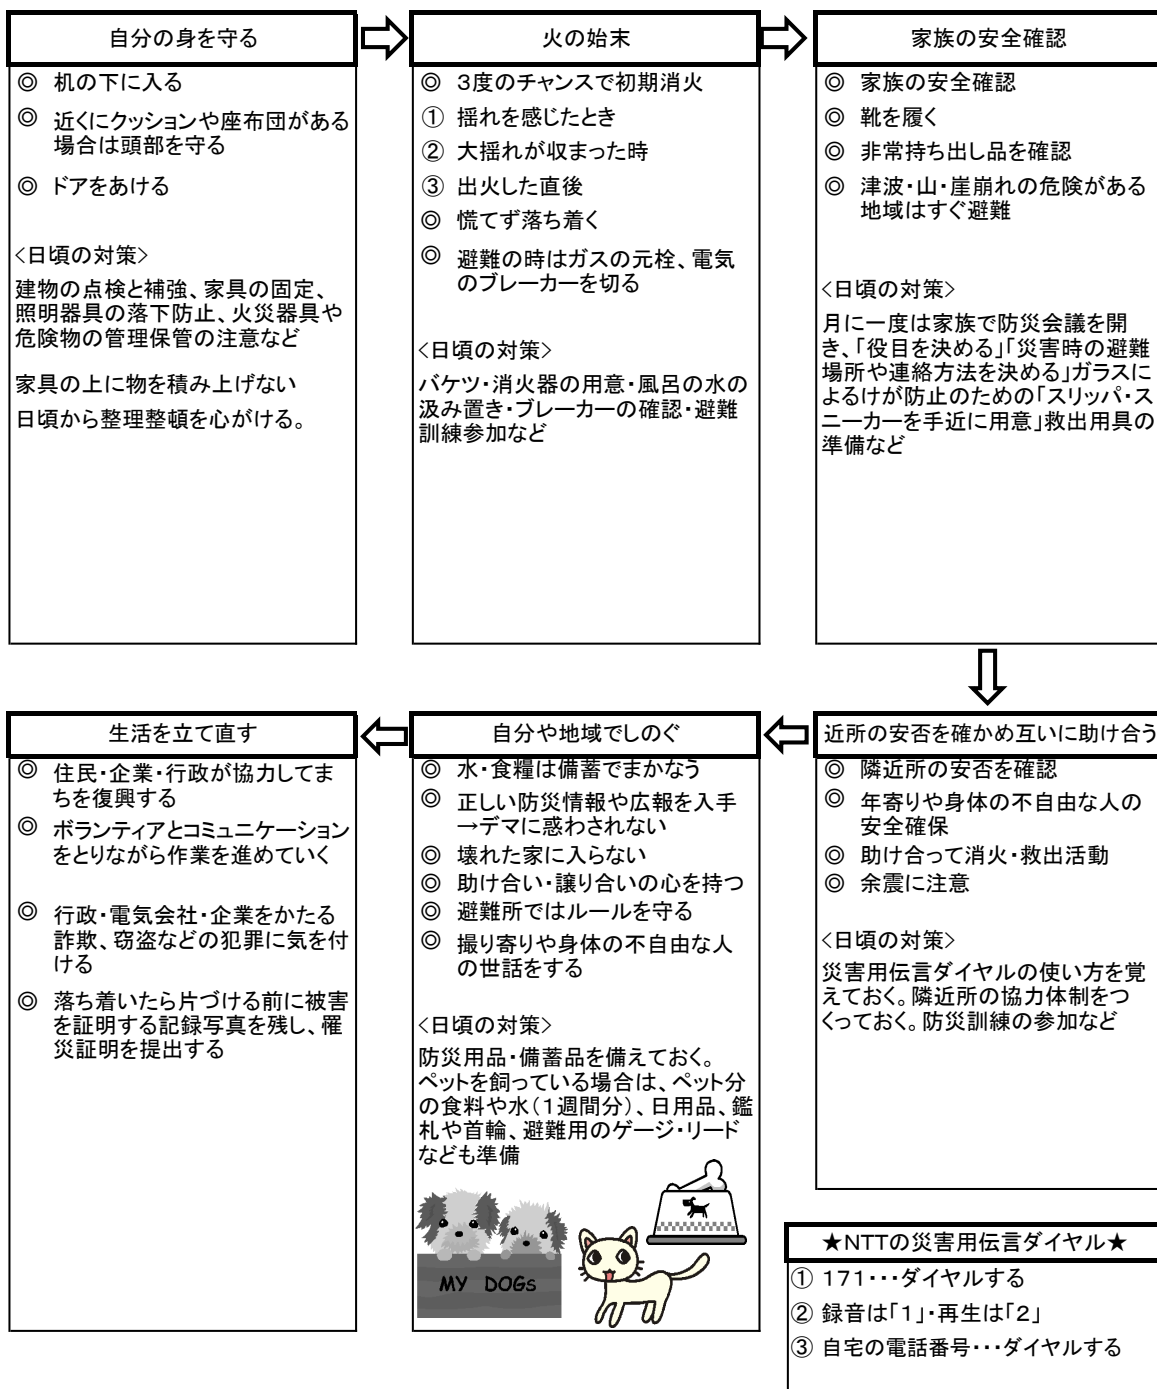 自分の身を守る
◎ 机の下に入る
◎ 近くにクッションや座布団がある
場合は頭部を守る
◎ ドアをあける
<日頃の対策>
建物の点検と補強、家具の固定、
照明器具の落下防止、火災器具や
危険物の管理保管の注意など
家具の上に物を積み上げない
日頃から整理整頓を心がける。
火の始末
◎ 3度のチャンスで初期消火
① 揺れを感じたとき
② 大揺れが収まった時
③ 出火した直後
◎ 慌てず落ち着く
◎ 避難の時はガスの元栓、電気
のブレーカーを切る
<日頃の対策>
バケツ・消火器の用意・風呂の水の
汲み置き・ブレーカーの確認・避難
訓練参加など
家族の安全確認
◎ 家族の安全確認
◎ 靴を履く
◎ 非常持ち出し品を確認
◎ 津波・山・崖崩れの危険がある
地域はすぐ避難
<日頃の対策>
月に一度は家族で防災会議を開
き、「役目を決める」「災害時の避難
場所や連絡方法を決める」ガラスに
よるけが防止のための「スリッパ・ス
ニーカーを手近に用意」救出用具の
準備など
近所の安否を確かめ互いに助け合う
◎ 隣近所の安否を確認
◎ 年寄りや身体の不自由な人の
安全確保
◎ 助け合って消火・救出活動
◎ 余震に注意
<日頃の対策>
災害用伝言ダイヤルの使い方を覚
えておく。隣近所の協力体制をつ
くっておく。防災訓練の参加など
自分や地域でしのぐ
◎ 水・食糧は備蓄でまかなう
◎ 正しい防災情報や広報を入手
→デマに惑わされない
◎ 壊れた家に入らない
◎ 助け合い・譲り合いの心を持つ
◎ 避難所ではルールを守る
◎ 撮り寄りや身体の不自由な人
の世話をする
<日頃の対策>
防災用品・備蓄品を備えておく。
ペットを飼っている場合は、ペット分
の食料や水(1週間分)、日用品、鑑
札や首輪、避難用のゲージ・リード
なども準備
MY DOGs
生活を立て直す
◎ 住民・企業・行政が協力してま
ちを復興する
◎ ボランティアとコミュニケーション
をとりながら作業を進めていく
◎ 行政・電気会社・企業をかたる
詐欺、窃盗などの犯罪に気を付
ける
◎ 落ち着いたら片づける前に被害
を証明する記録写真を残し、罹
災証明を提出する
★NTTの災害用伝言ダイヤル★
① 171・・・ダイヤルする
② 録音は「1」・再生は「2」
③ 自宅の電話番号・・・ダイヤルする